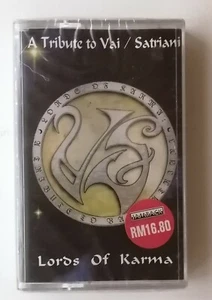 A Tribute to Vai / Satriani
RM16.80
Lords Of Karma